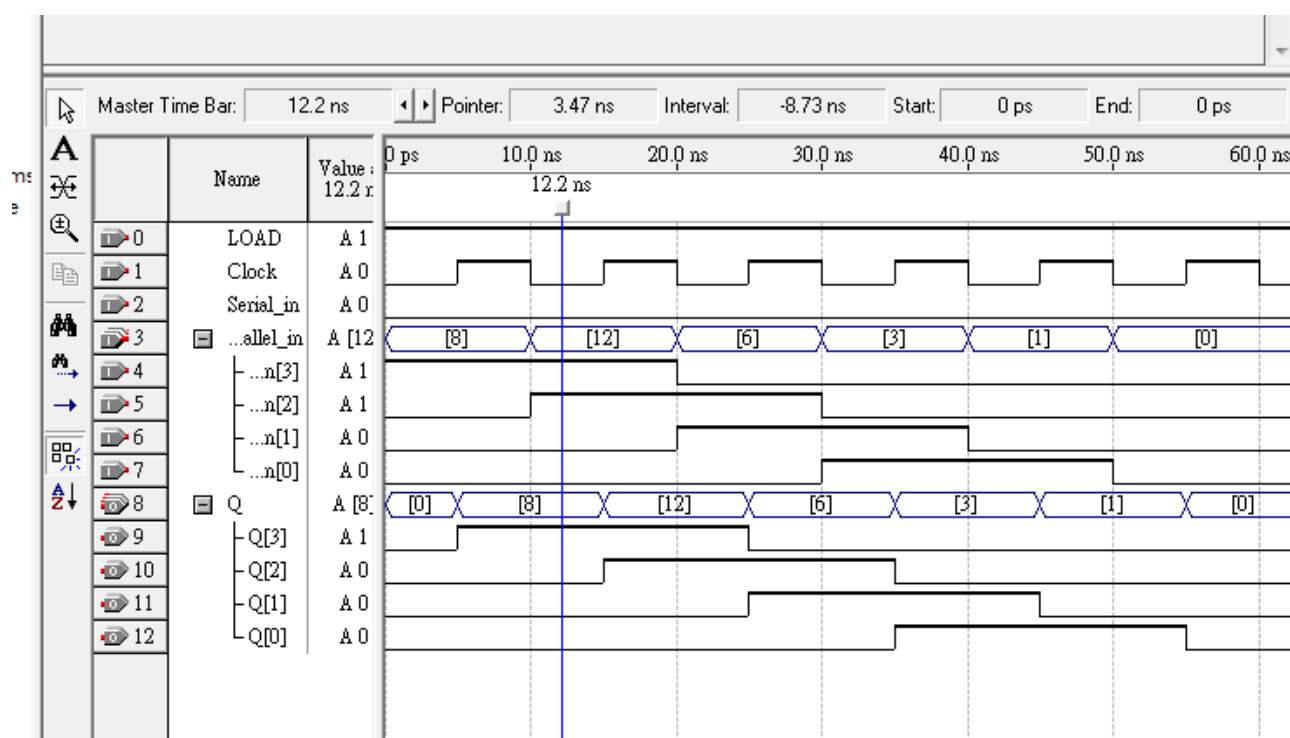 Master Time Bar: 12.2 ns Pointer: 3.47 ns Interval: -8.73 ns Start: 0 ps End: 0 ps
ms
e
Name
Value
12.2 n
0 ps 10.0 ns 20.0 ns 30.0 ns 40.0 ns 50.0 ns 60.0 ns
12.2 ns
0 LOAD A 1
1 Clock A 0
2 Serial_in A 0
3 ...allel_in A [12 [8] [12] [6] [3] [1] [0]
4 ...n[3] A 1
5 ...n[2] A 1
6 ...n[1] A 0
7 ...n[0] A 0
8 Q A [8] [0] [8] [12] [6] [3] [1] [0]
9 Q[3] A 1
10 Q[2] A 0
11 Q[1] A 0
12 Q[0] A 0